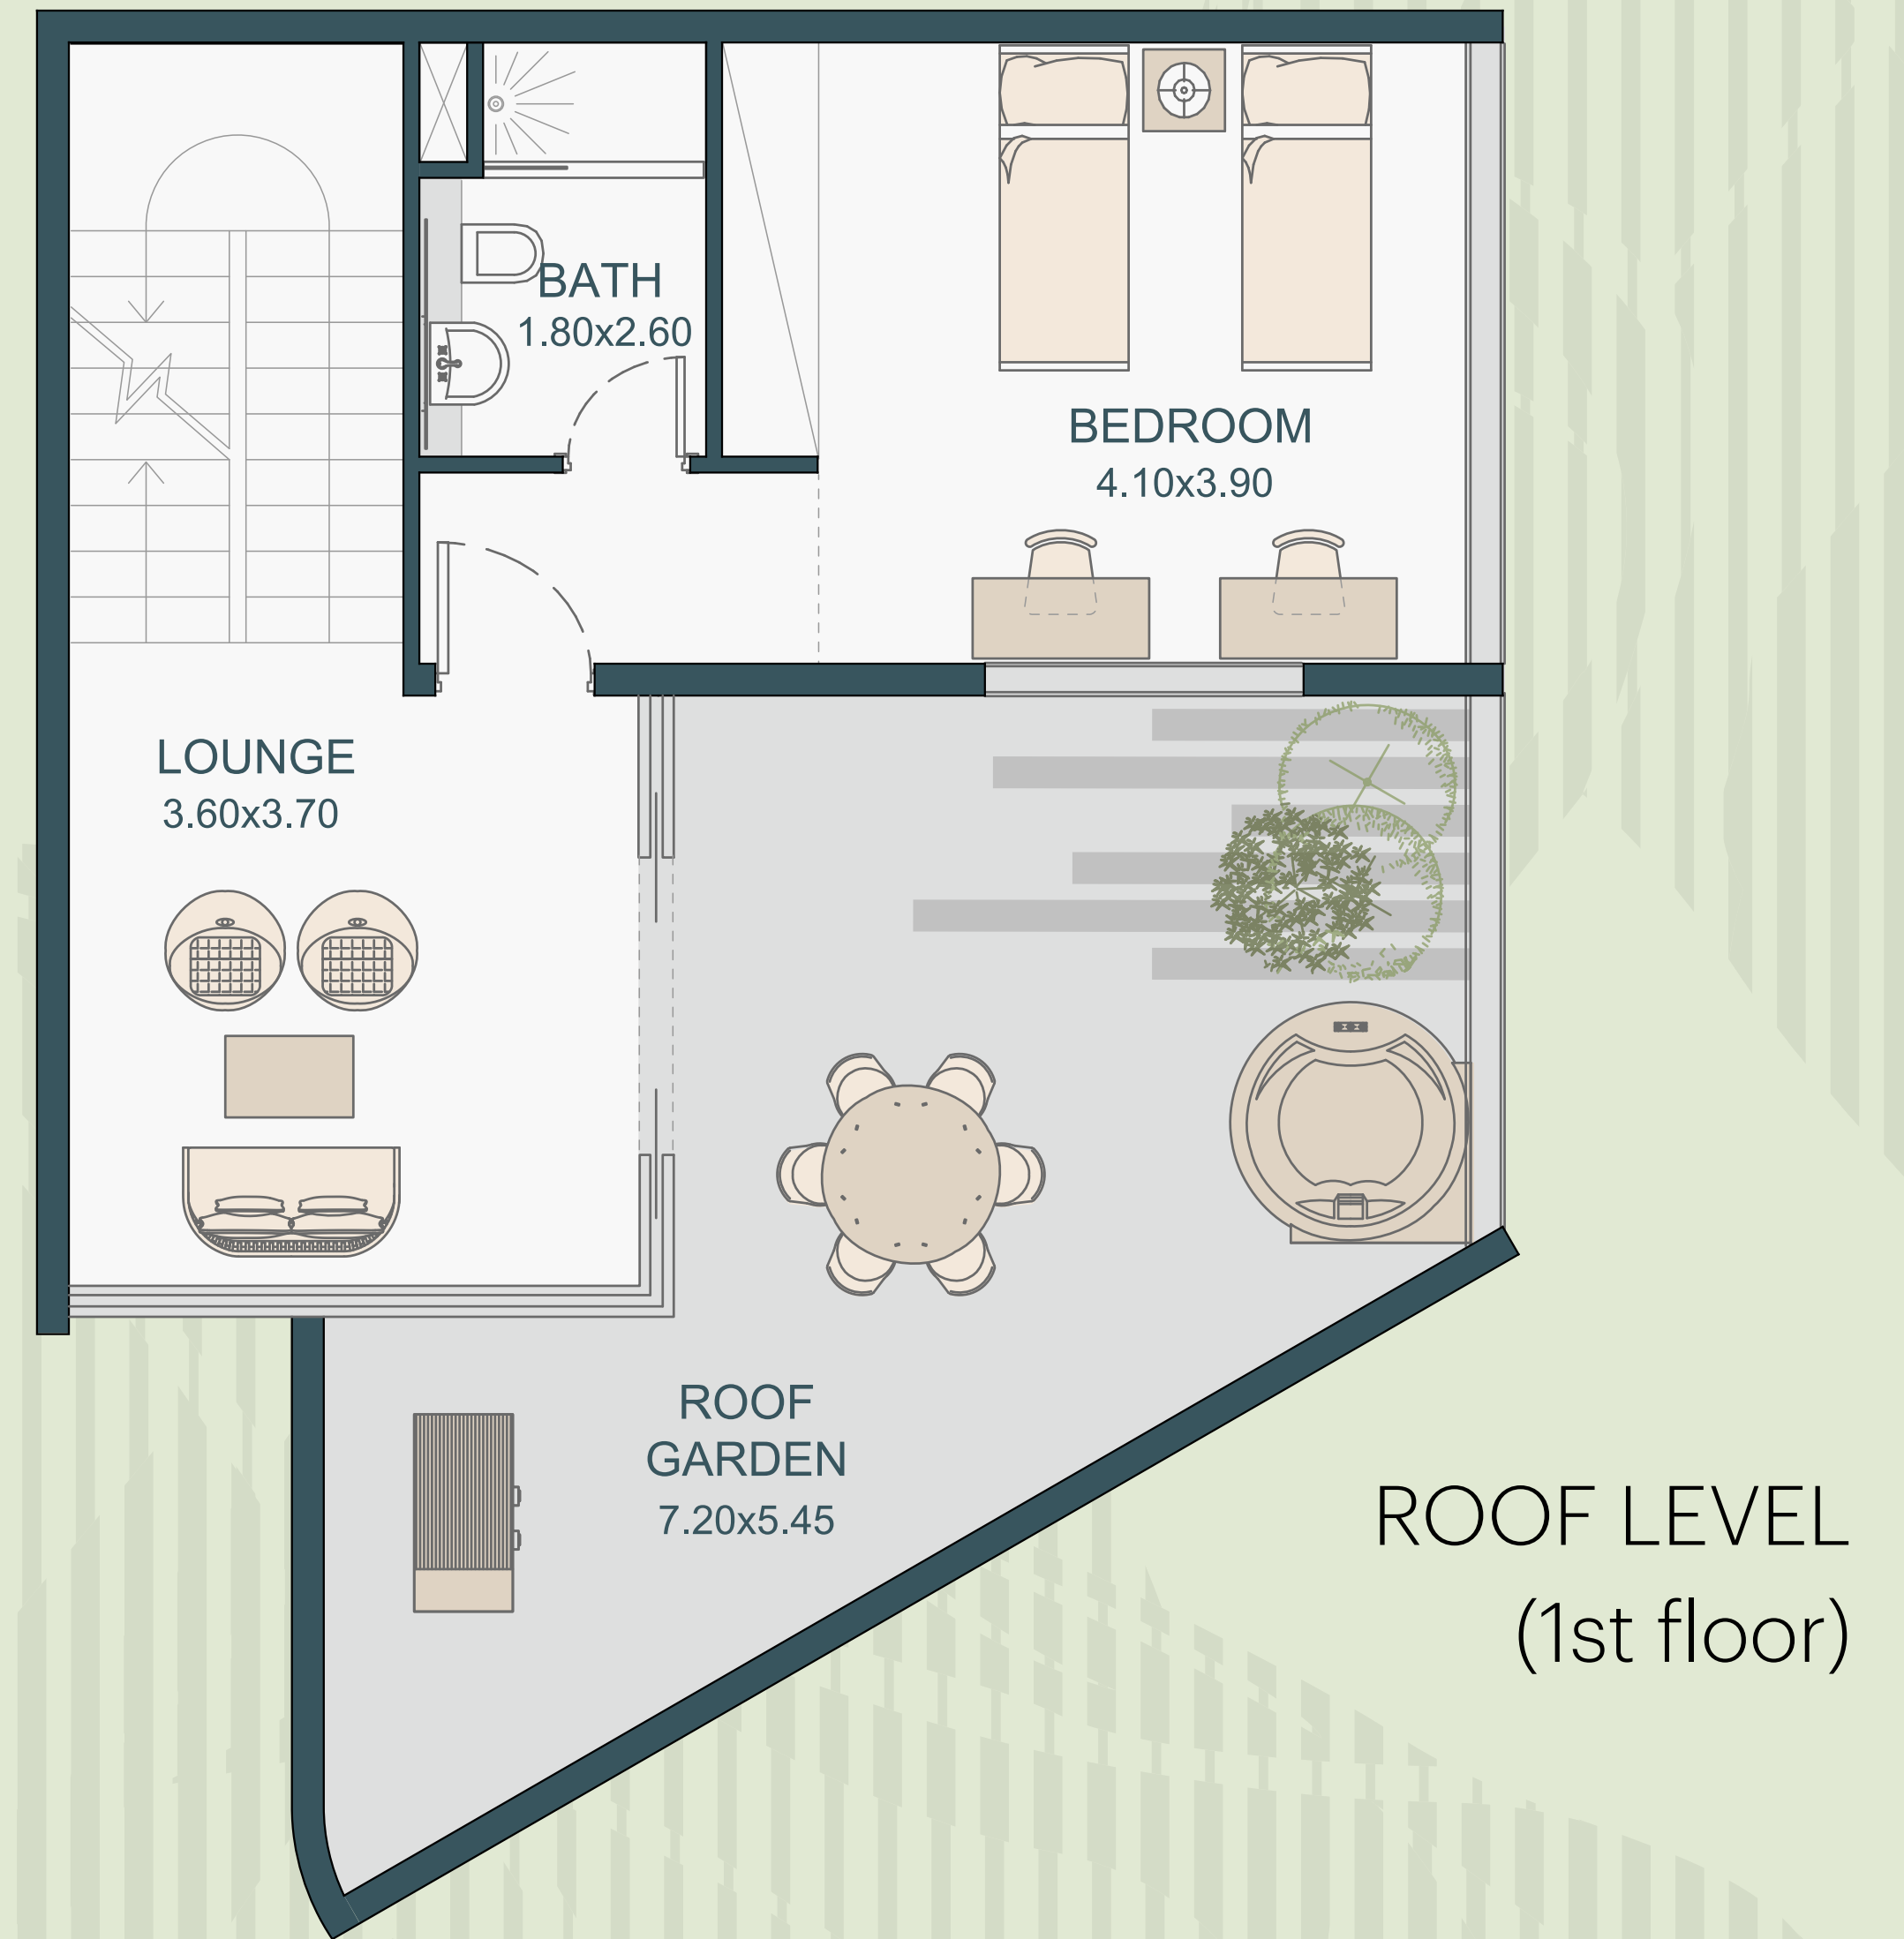 BATH
1.80x2.60
BEDROOM
4.10x3.90
LOUNGE
3.60x3.70
ROOF
GARDEN
7.20x5.45
ROOF LEVEL
(1st floor)